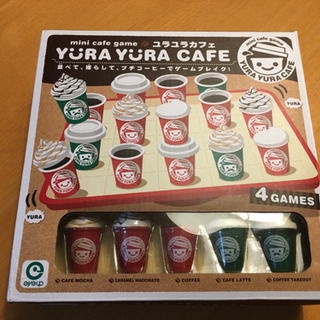 mini cafe game ユラユラカフェ
YURA YURA CAFE
並べて、揺らして、プチコーヒーでゲームブレイク!
mini cafe game
YURA YURA CAFE
YURA
YURA
4 GAMES
eyeup
CAFE MOCHA
CARAMEL MACCHIATO
COFFEE
CAFE LATTE
COFFEE TAKEOUT